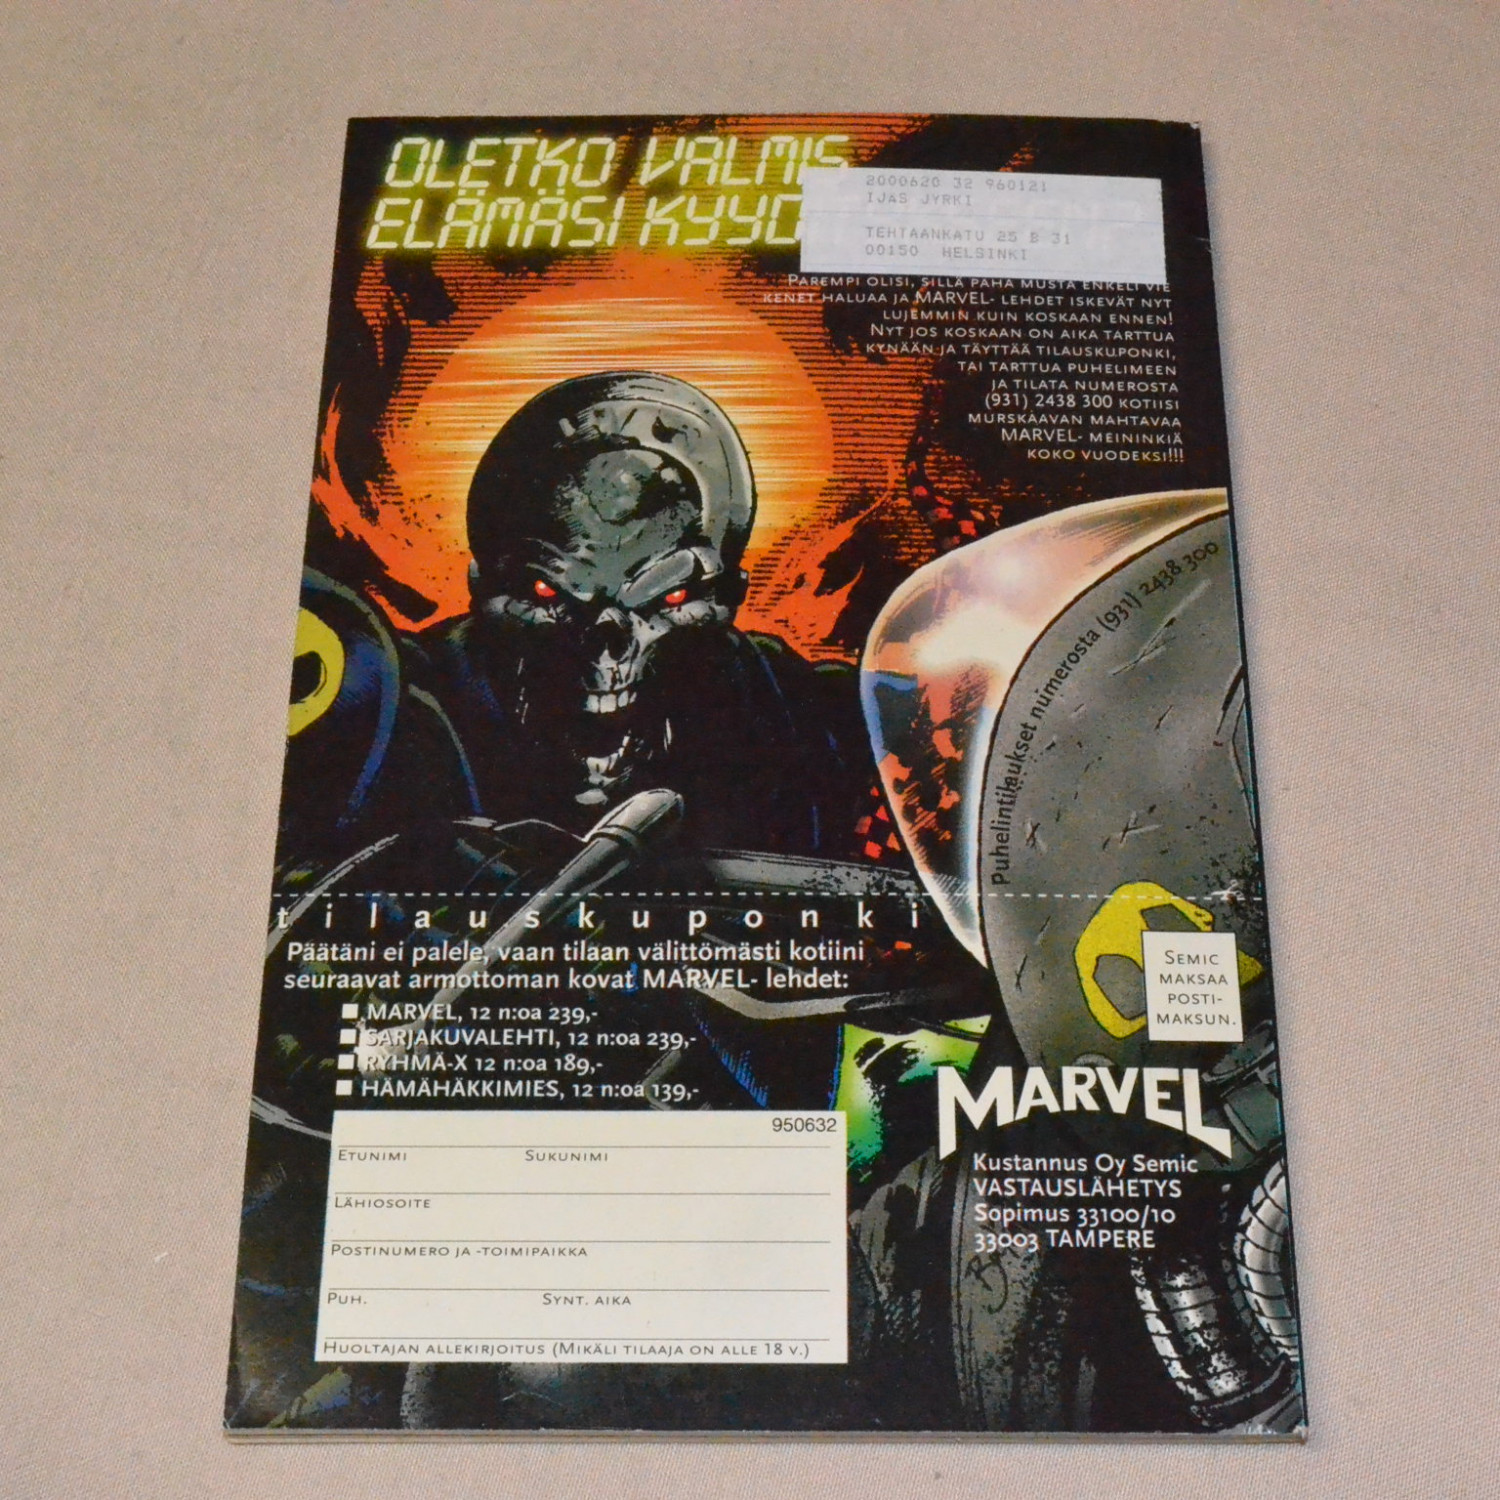 OLETKO VALMIS
ELÄMÄSI KYYD
2000620 32 960121
IJAS JYRKI
TEHTAANKATU 25 B 31
00150 HELSINKI
PAREMPI OLISI, SILLÄ PAHA MUSTA ENKELI VIE
KENET HALUAA JA MARVEL- LEHDET ISKEVÄT NYT
LUJEMMIN KUIN KOSKAAN ENNEN!
NYT JOS KOSKAAN ON AIKA TARTTUA
KYNÄÄN JA TÄYTTÄÄ TILAUSKUPONKI,
TAI TARTTUA PUHELIMEEN
JA TILATA NUMEROSTA
(931) 2438 300 KOTIISI
MURSKAAVAN MAHTAVAA
MARVEL- MEININKIÄ
KOKO VUODEKSI!!!
Puhelintilaukset numerosta (931) 2438 300
tilauskuponki
Päätäni ei palele, vaan tilaan välittömästi kotiini
seuraavat armottoman kovat MARVEL- lehdet:
MARVEL, 12 n:oa 239,-
SARJAKUVALEHTI, 12 n:oa 239,-
RYHMÄ-X 12 n:oa 189,-
HÄMÄHÄKKIMIES, 12 n:oa 139,-
950632
ETUNIMI SUKUNIMI
LÄHIOSOITE
POSTINUMERO JA -TOIMIPAIKKA
PUH. SYNT. AIKA
HUOLTAJAN ALLEKIRJOITUS (MIKÄLI TILAAJA ON ALLE 18 V.)
SEMIC
MAKSAA
POSTI-
MAKSUN.
MARVEL
Kustannus Oy Semic
VASTAUSLÄHETYS
Sopimus 33100/10
33003 TAMPERE